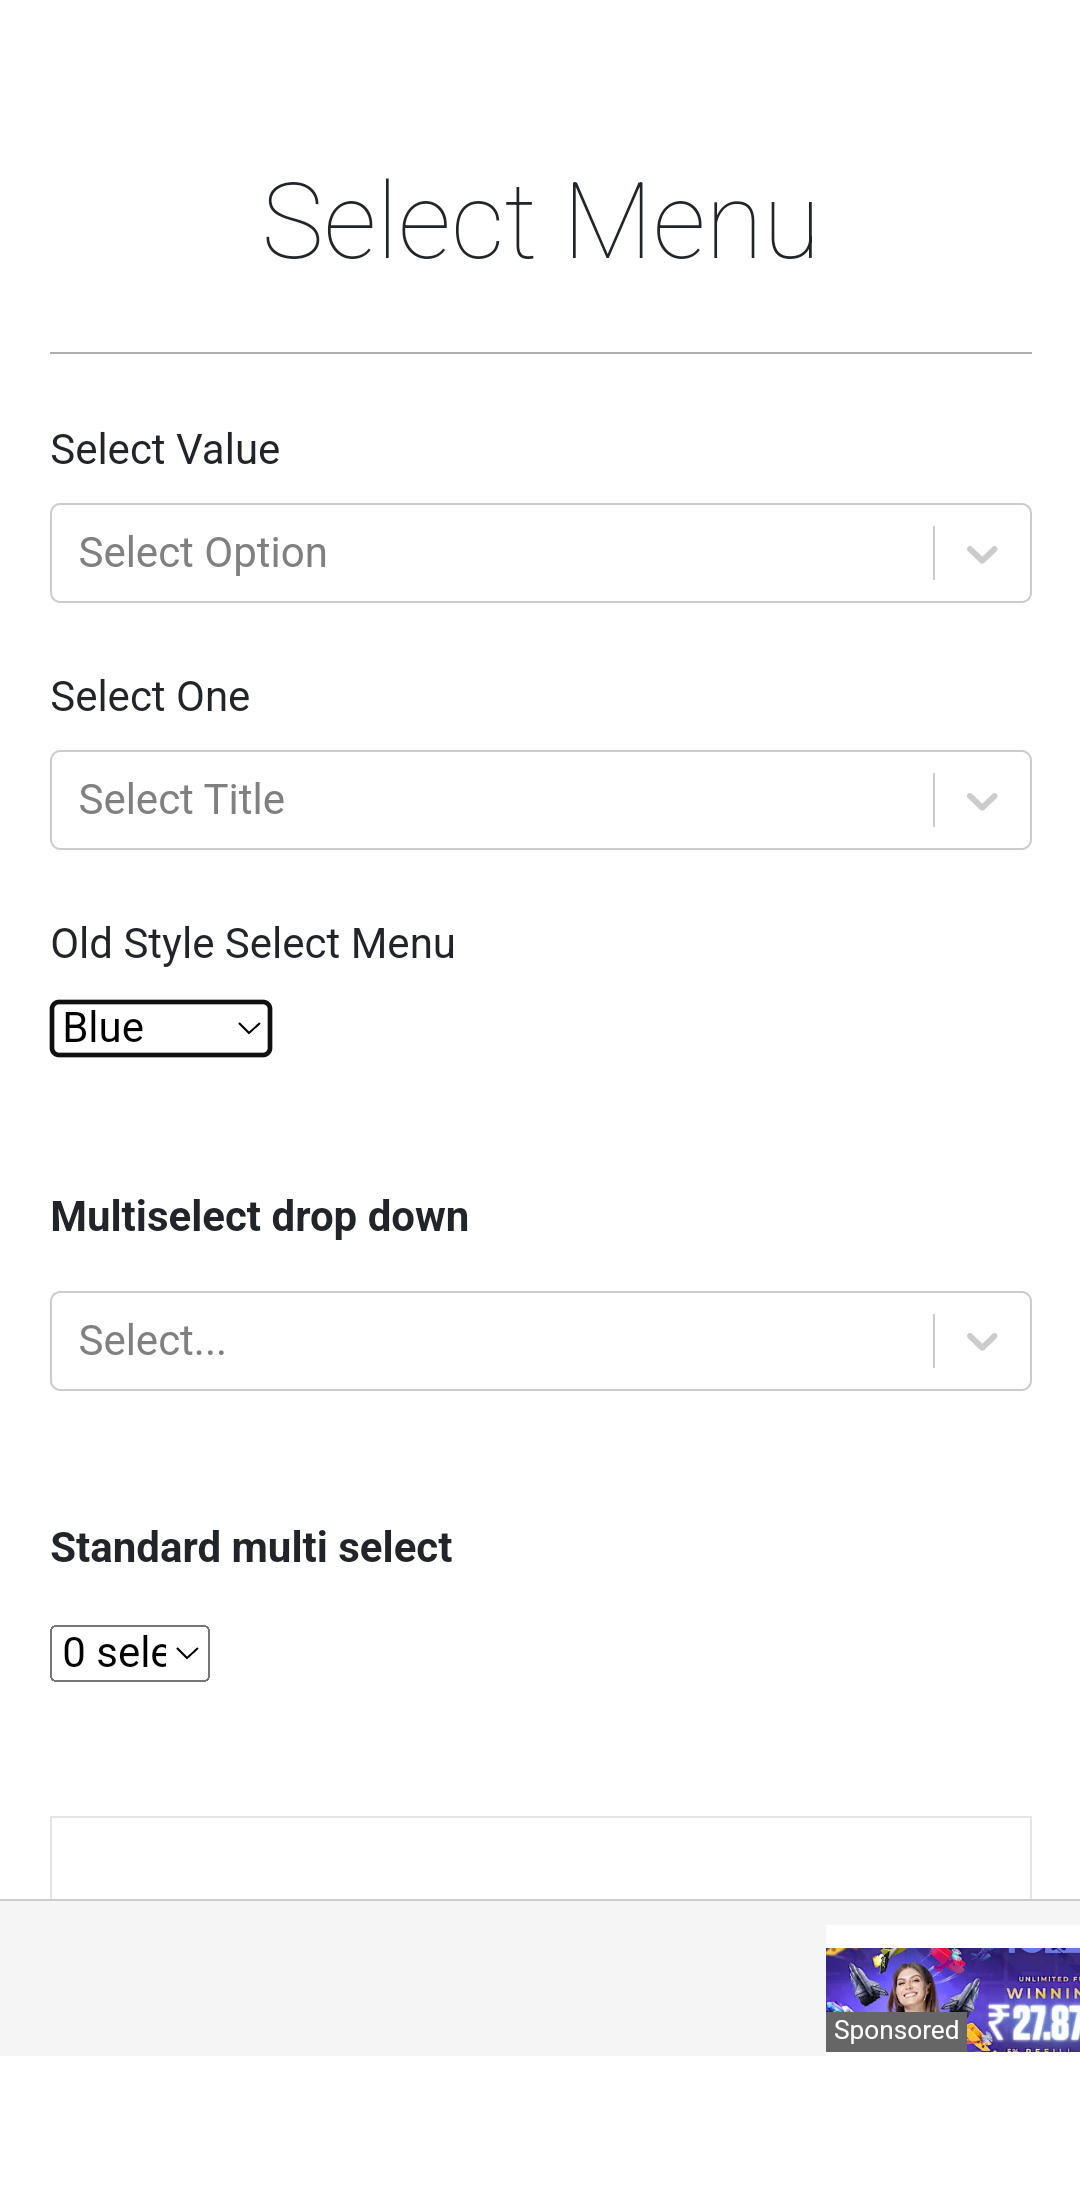 Select Menu
Select Value
Select Option
Select One
Select Title
Old Style Select Menu
Blue
Multiselect drop down
Select...
Standard multi select
0 sele
UNLIMITED
WINNIN
₹27.87
Sponsored